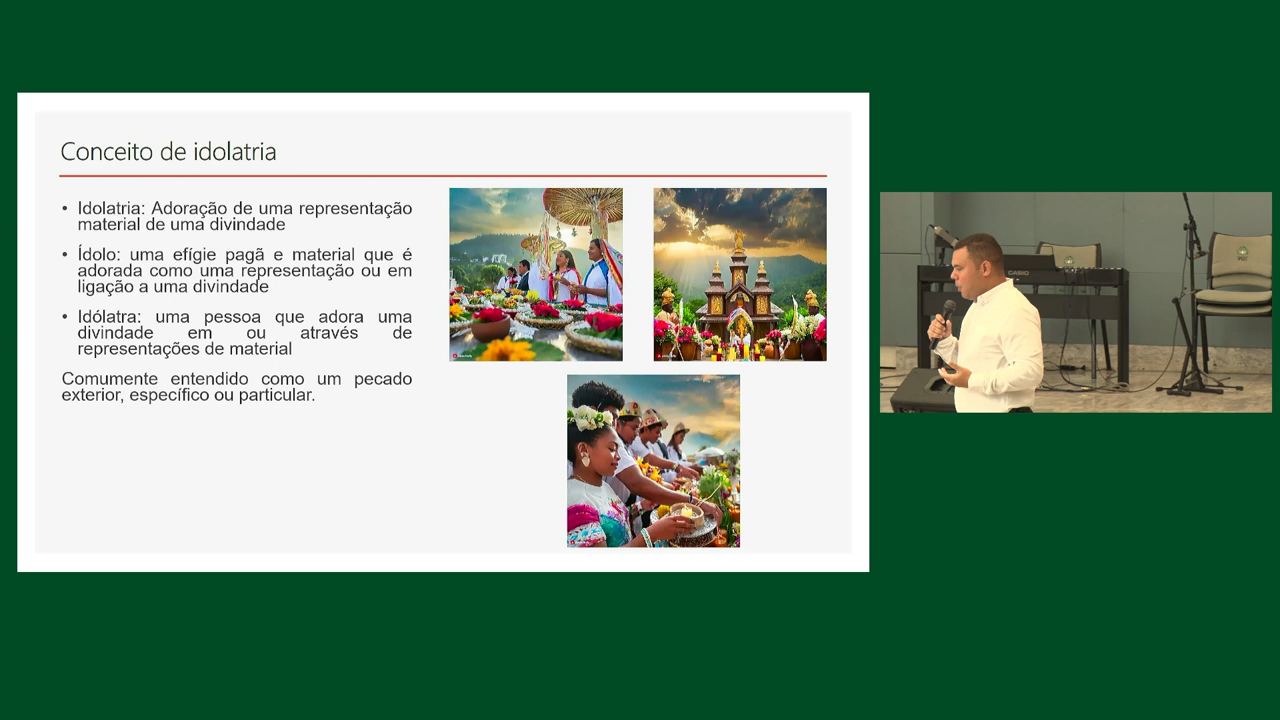 Conceito de idolatria
• Idolatria: Adoração de uma representação
material de uma divindade
• Ídolo: uma efígie pagã e material que é
adorada como uma representação ou em
ligação a uma divindade
• Idólatra: uma pessoa que adora uma
divindade em ou através de
representações de material
Comumente entendido como um pecado
exterior, específico ou particular.
CASIO